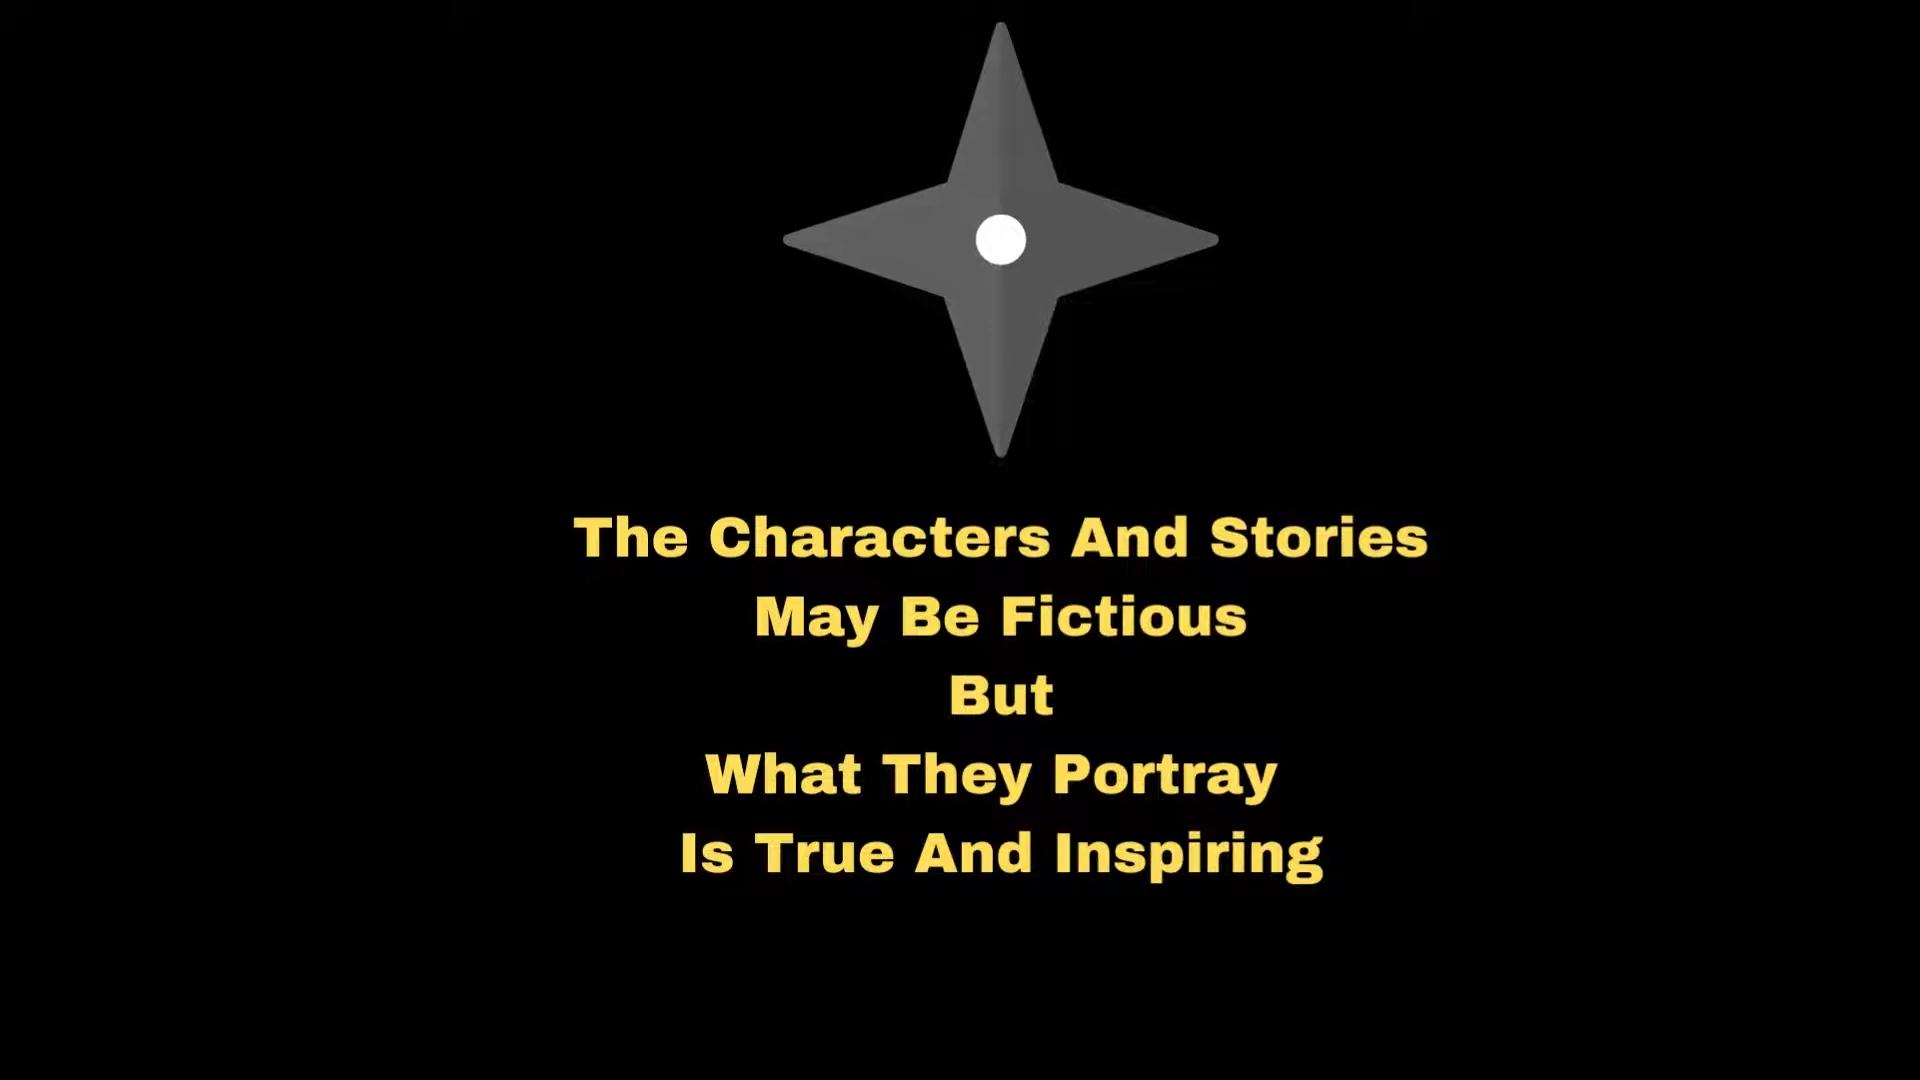 The Characters And Stories
May Be Fictious
But
What They Portray
Is True And Inspiring